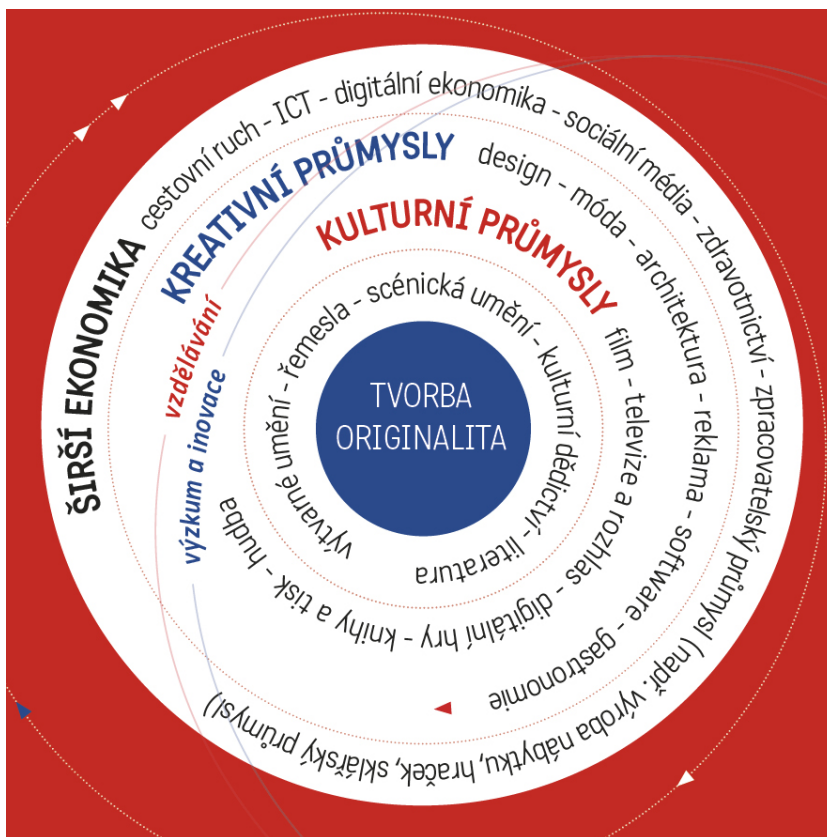 ŠIRŠÍ EKONOMIKA
cestovní ruch - ICT - digitální ekonomika - sociální média - zdravotnictví - zpracovatelský průmysl (např. výroba nábytku, hraček, sklářský průmysl)
KREATIVNÍ PRŮMYSLY
design - móda - architektura - reklama - software - gastronomie
KULTURNÍ PRŮMYSLY
film - televize a rozhlas - digitální hry - knihy a tisk - hudba
vzdělávání
výzkum a inovace
výtvarné umění - řemesla - scénická umění - kulturní dědictví - literatura
TVORBA
ORIGINALITA